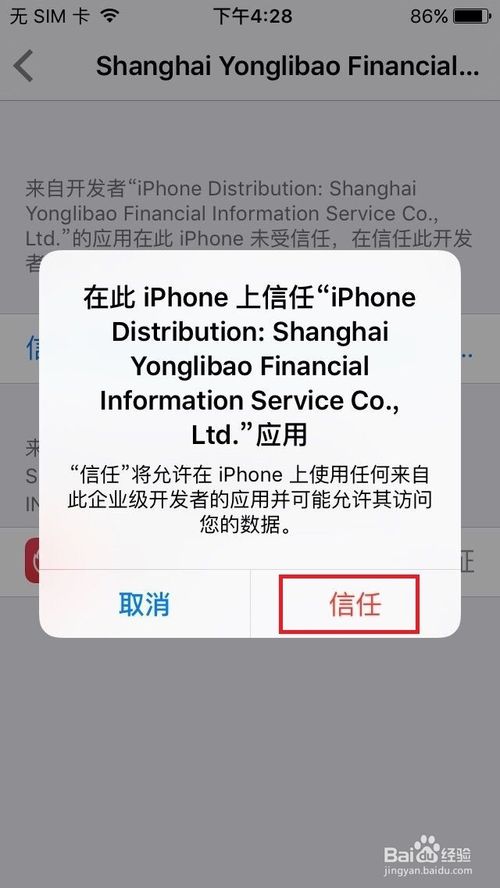 无 SIM 卡 下午4:28 86%
Shanghai Yonglibao Financial...
来自开发者“iPhone Distribution: Shanghai
Yonglibao Financial Information Service Co.,
Ltd.”的应用在此 iPhone 未受信任，在信任此开发
者
在此 iPhone 上信任“iPhone
Distribution: Shanghai
Yonglibao Financial
Information Service Co.,
Ltd.”应用
“信任”将允许在 iPhone 上使用任何来自
此企业级开发者的应用并可能允许其访问
您的数据。
信
...
来
S
IN
证
取消 信任
Bai du 经验
jingyan.baidu.com